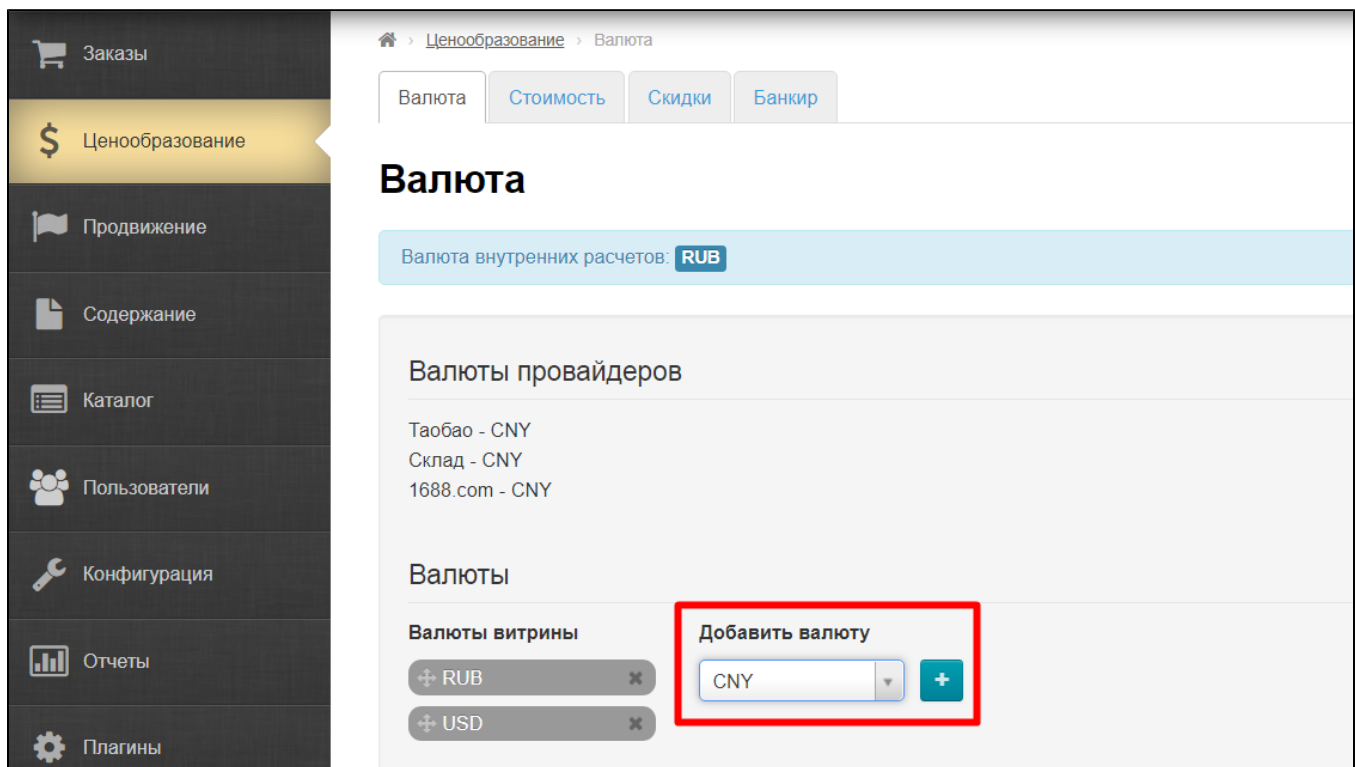 Заказы
Ценообразование
Продвижение
Содержание
Каталог
Пользователи
Конфигурация
Отчеты
Плагины
Ценообразование › Валюта
Валюта Стоимость Скидки Банкир
Валюта
Валюта внутренних расчетов: RUB
Валюты провайдеров
Таобао - CNY
Склад - CNY
1688.com - CNY
Валюты
Валюты витрины
RUB
USD
Добавить валюту
CNY